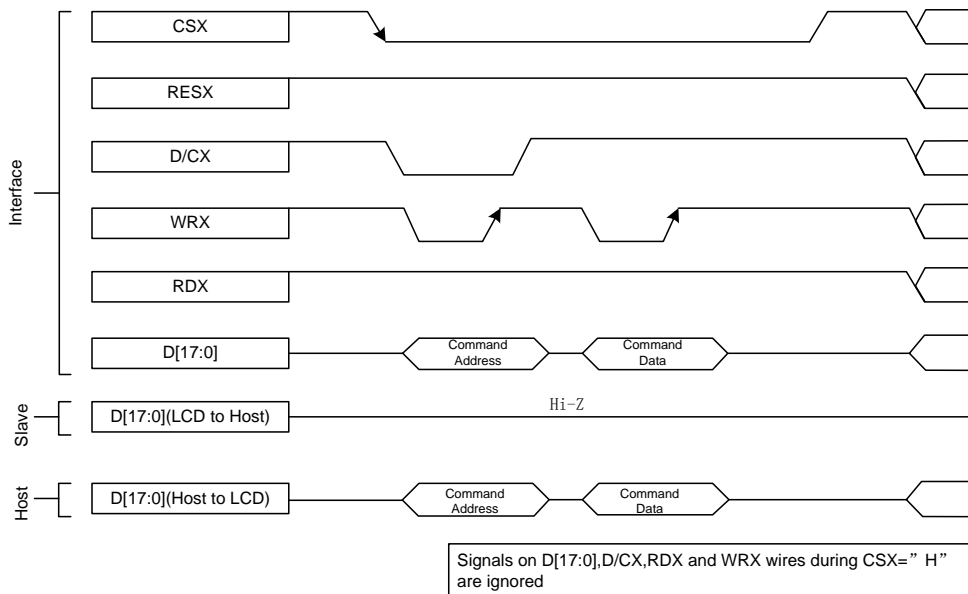 CSX
RESX
D/CX
WRX
RDX
D[17:0]
Command
Address
Command
Data
Interface
D[17:0](LCD to Host)
Hi-Z
Slave
D[17:0](Host to LCD)
Command
Address
Command
Data
Host
Signals on D[17:0],D/CX,RDX and WRX wires during CSX=” H”
are ignored